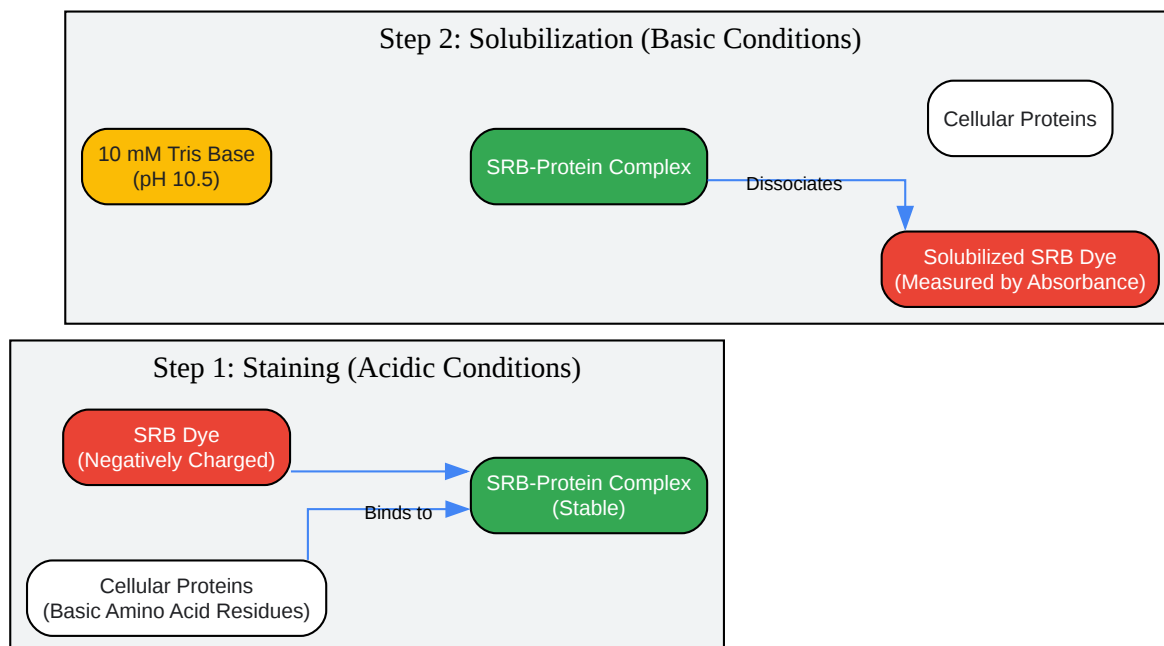 Step 2: Solubilization (Basic Conditions)
Cellular Proteins
10 mM Tris Base
(pH 10.5)
SRB-Protein Complex
Dissociates
Solubilized SRB Dye
(Measured by Absorbance)
Step 1: Staining (Acidic Conditions)
SRB Dye
(Negatively Charged)
SRB-Protein Complex
(Stable)
Binds to
Cellular Proteins
(Basic Amino Acid Residues)